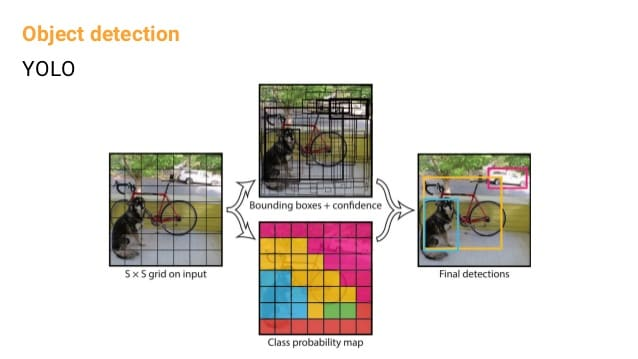 Object detection
YOLO
S × S grid on input
Bounding boxes + confidence
Class probability map
Final detections